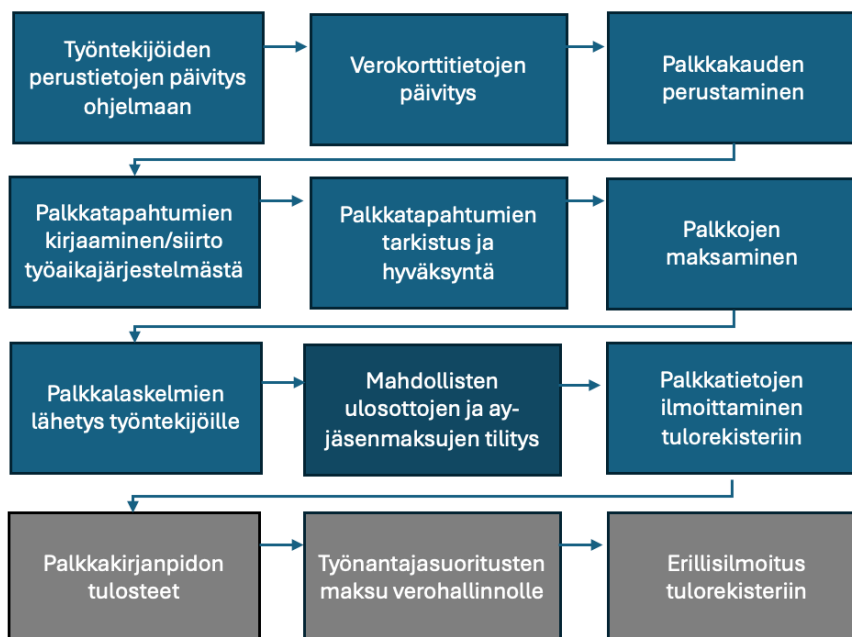 Työntekijöiden
perustietojen päivitys
ohjelmaan
Verokorttitietojen
päivitys
Palkkakauden
perustaminen
Palkkatapahtumien
kirjaaminen/siirto
työaikajärjestelmästä
Palkkatapahtumien
tarkistus ja
hyväksyntä
Palkkojen
maksaminen
Palkkalaskelmien
lähetys työntekijöille
Mahdollisten
ulosottojen ja ay-
jäsenmaksujen tilitys
Palkkatietojen
ilmoittaminen
tulorekisteriin
Palkkakirjanpidon
tulosteet
Työnantajasuoritusten
maksu verohallinnolle
Erillisilmoitus
tulorekisteriin